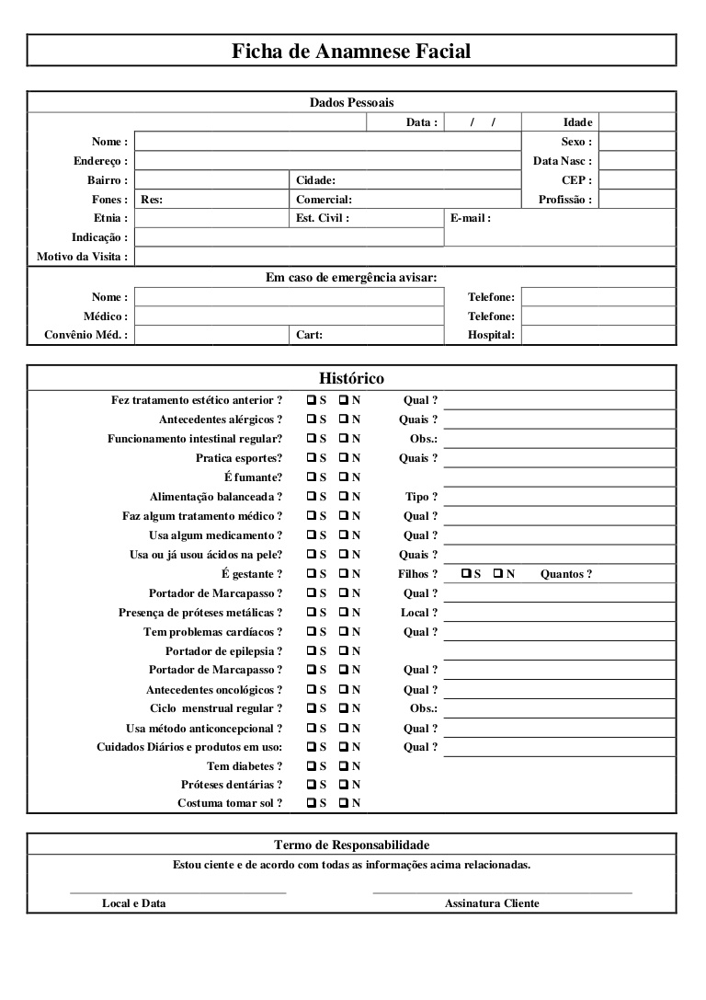 Ficha de Anamnese Facial
Dados Pessoais
Data : / / Idade
Nome : Sexo :
Endereço : Data Nasc :
Bairro : Cidade: CEP :
Fones : Res: Comercial: Profissão :
Etnia : Est. Civil : E-mail :
Indicação :
Motivo da Visita :
Em caso de emergência avisar:
Nome : Telefone:
Médico : Telefone:
Convênio Méd. : Cart: Hospital:
Histórico
Fez tratamento estético anterior ? ❑ S ❑ N Qual ?
Antecedentes alérgicos ? ❑ S ❑ N Quais ?
Funcionamento intestinal regular? ❑ S ❑ N Obs.:
Pratica esportes? ❑ S ❑ N Quais ?
É fumante? ❑ S ❑ N
Alimentação balanceada ? ❑ S ❑ N Tipo ?
Faz algum tratamento médico ? ❑ S ❑ N Qual ?
Usa algum medicamento ? ❑ S ❑ N Qual ?
Usa ou já usou ácidos na pele? ❑ S ❑ N Quais ?
É gestante ? ❑ S ❑ N Filhos ? ❑ S ❑ N Quantos ?
Portador de Marcapasso ? ❑ S ❑ N Qual ?
Presença de próteses metálicas ? ❑ S ❑ N Local ?
Tem problemas cardíacos ? ❑ S ❑ N Qual ?
Portador de epilepsia ? ❑ S ❑ N
Portador de Marcapasso ? ❑ S ❑ N Qual ?
Antecedentes oncológicos ? ❑ S ❑ N Qual ?
Ciclo menstrual regular ? ❑ S ❑ N Obs.:
Usa método anticoncepcional ? ❑ S ❑ N Qual ?
Cuidados Diários e produtos em uso: ❑ S ❑ N Qual ?
Tem diabetes ? ❑ S ❑ N
Próteses dentárias ? ❑ S ❑ N
Costuma tomar sol ? ❑ S ❑ N
Termo de Responsabilidade
Estou ciente e de acordo com todas as informações acima relacionadas.
Local e Data Assinatura Cliente